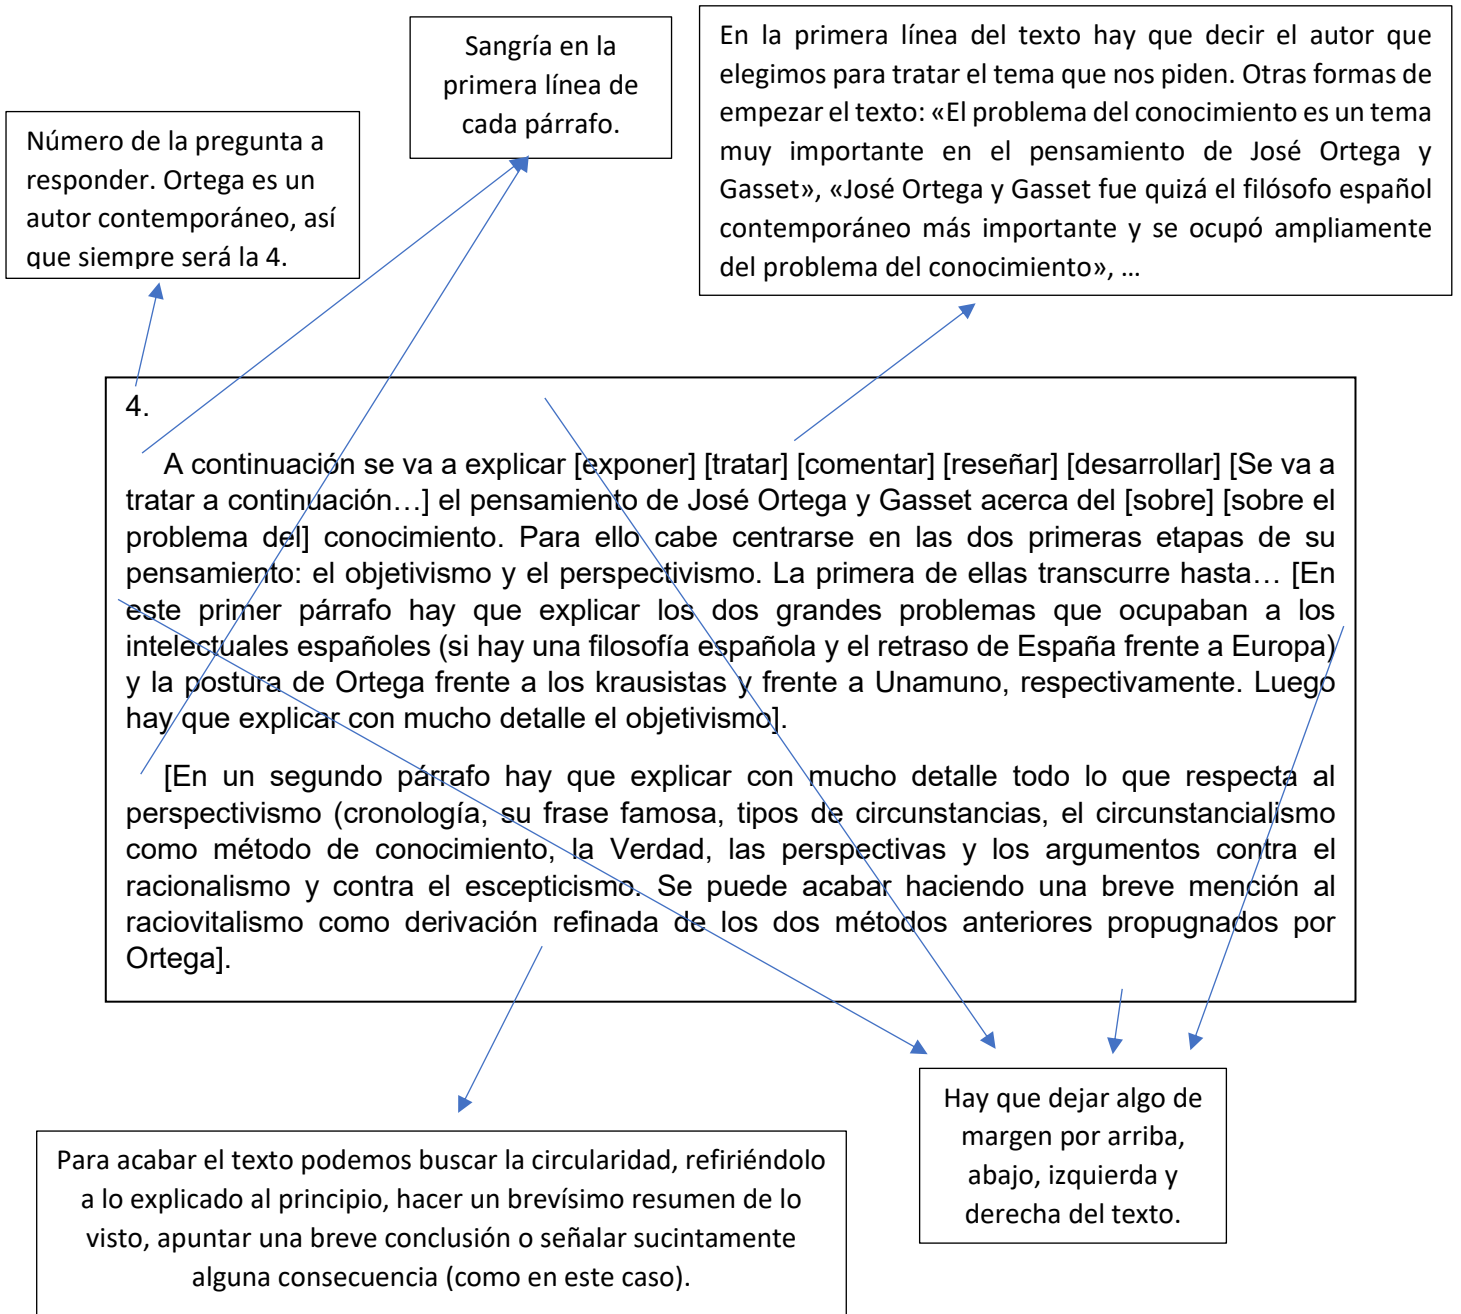 Número de la pregunta a
responder. Ortega es un
autor contemporáneo, así
que siempre será la 4.
Sangría en la
primera línea de
cada párrafo.
En la primera línea del texto hay que decir el autor que
elegimos para tratar el tema que nos piden. Otras formas de
empezar el texto: «El problema del conocimiento es un tema
muy importante en el pensamiento de José Ortega y
Gasset», «José Ortega y Gasset fue quizá el filósofo español
contemporáneo más importante y se ocupó ampliamente
del problema del conocimiento», …
4.
A continuación se va a explicar [exponer] [tratar] [comentar] [reseñar] [desarrollar] [Se va a
tratar a continuación…] el pensamiento de José Ortega y Gasset acerca del [sobre] [sobre el
problema del] conocimiento. Para ello cabe centrarse en las dos primeras etapas de su
pensamiento: el objetivismo y el perspectivismo. La primera de ellas transcurre hasta… [En
este primer párrafo hay que explicar los dos grandes problemas que ocupaban a los
intelectuales españoles (si hay una filosofía española y el retraso de España frente a Europa)
y la postura de Ortega frente a los krausistas y frente a Unamuno, respectivamente. Luego
hay que explicar con mucho detalle el objetivismo].
[En un segundo párrafo hay que explicar con mucho detalle todo lo que respecta al
perspectivismo (cronología, su frase famosa, tipos de circunstancias, el circunstancialismo
como método de conocimiento, la Verdad, las perspectivas y los argumentos contra el
racionalismo y contra el escepticismo. Se puede acabar haciendo una breve mención al
raciovitalismo como derivación refinada de los dos métodos anteriores propugnados por
Ortega].
Para acabar el texto podemos buscar la circularidad, refiriéndolo
a lo explicado al principio, hacer un brevísimo resumen de lo
visto, apuntar una breve conclusión o señalar sucintamente
alguna consecuencia (como en este caso).
Hay que dejar algo de
margen por arriba,
abajo, izquierda y
derecha del texto.